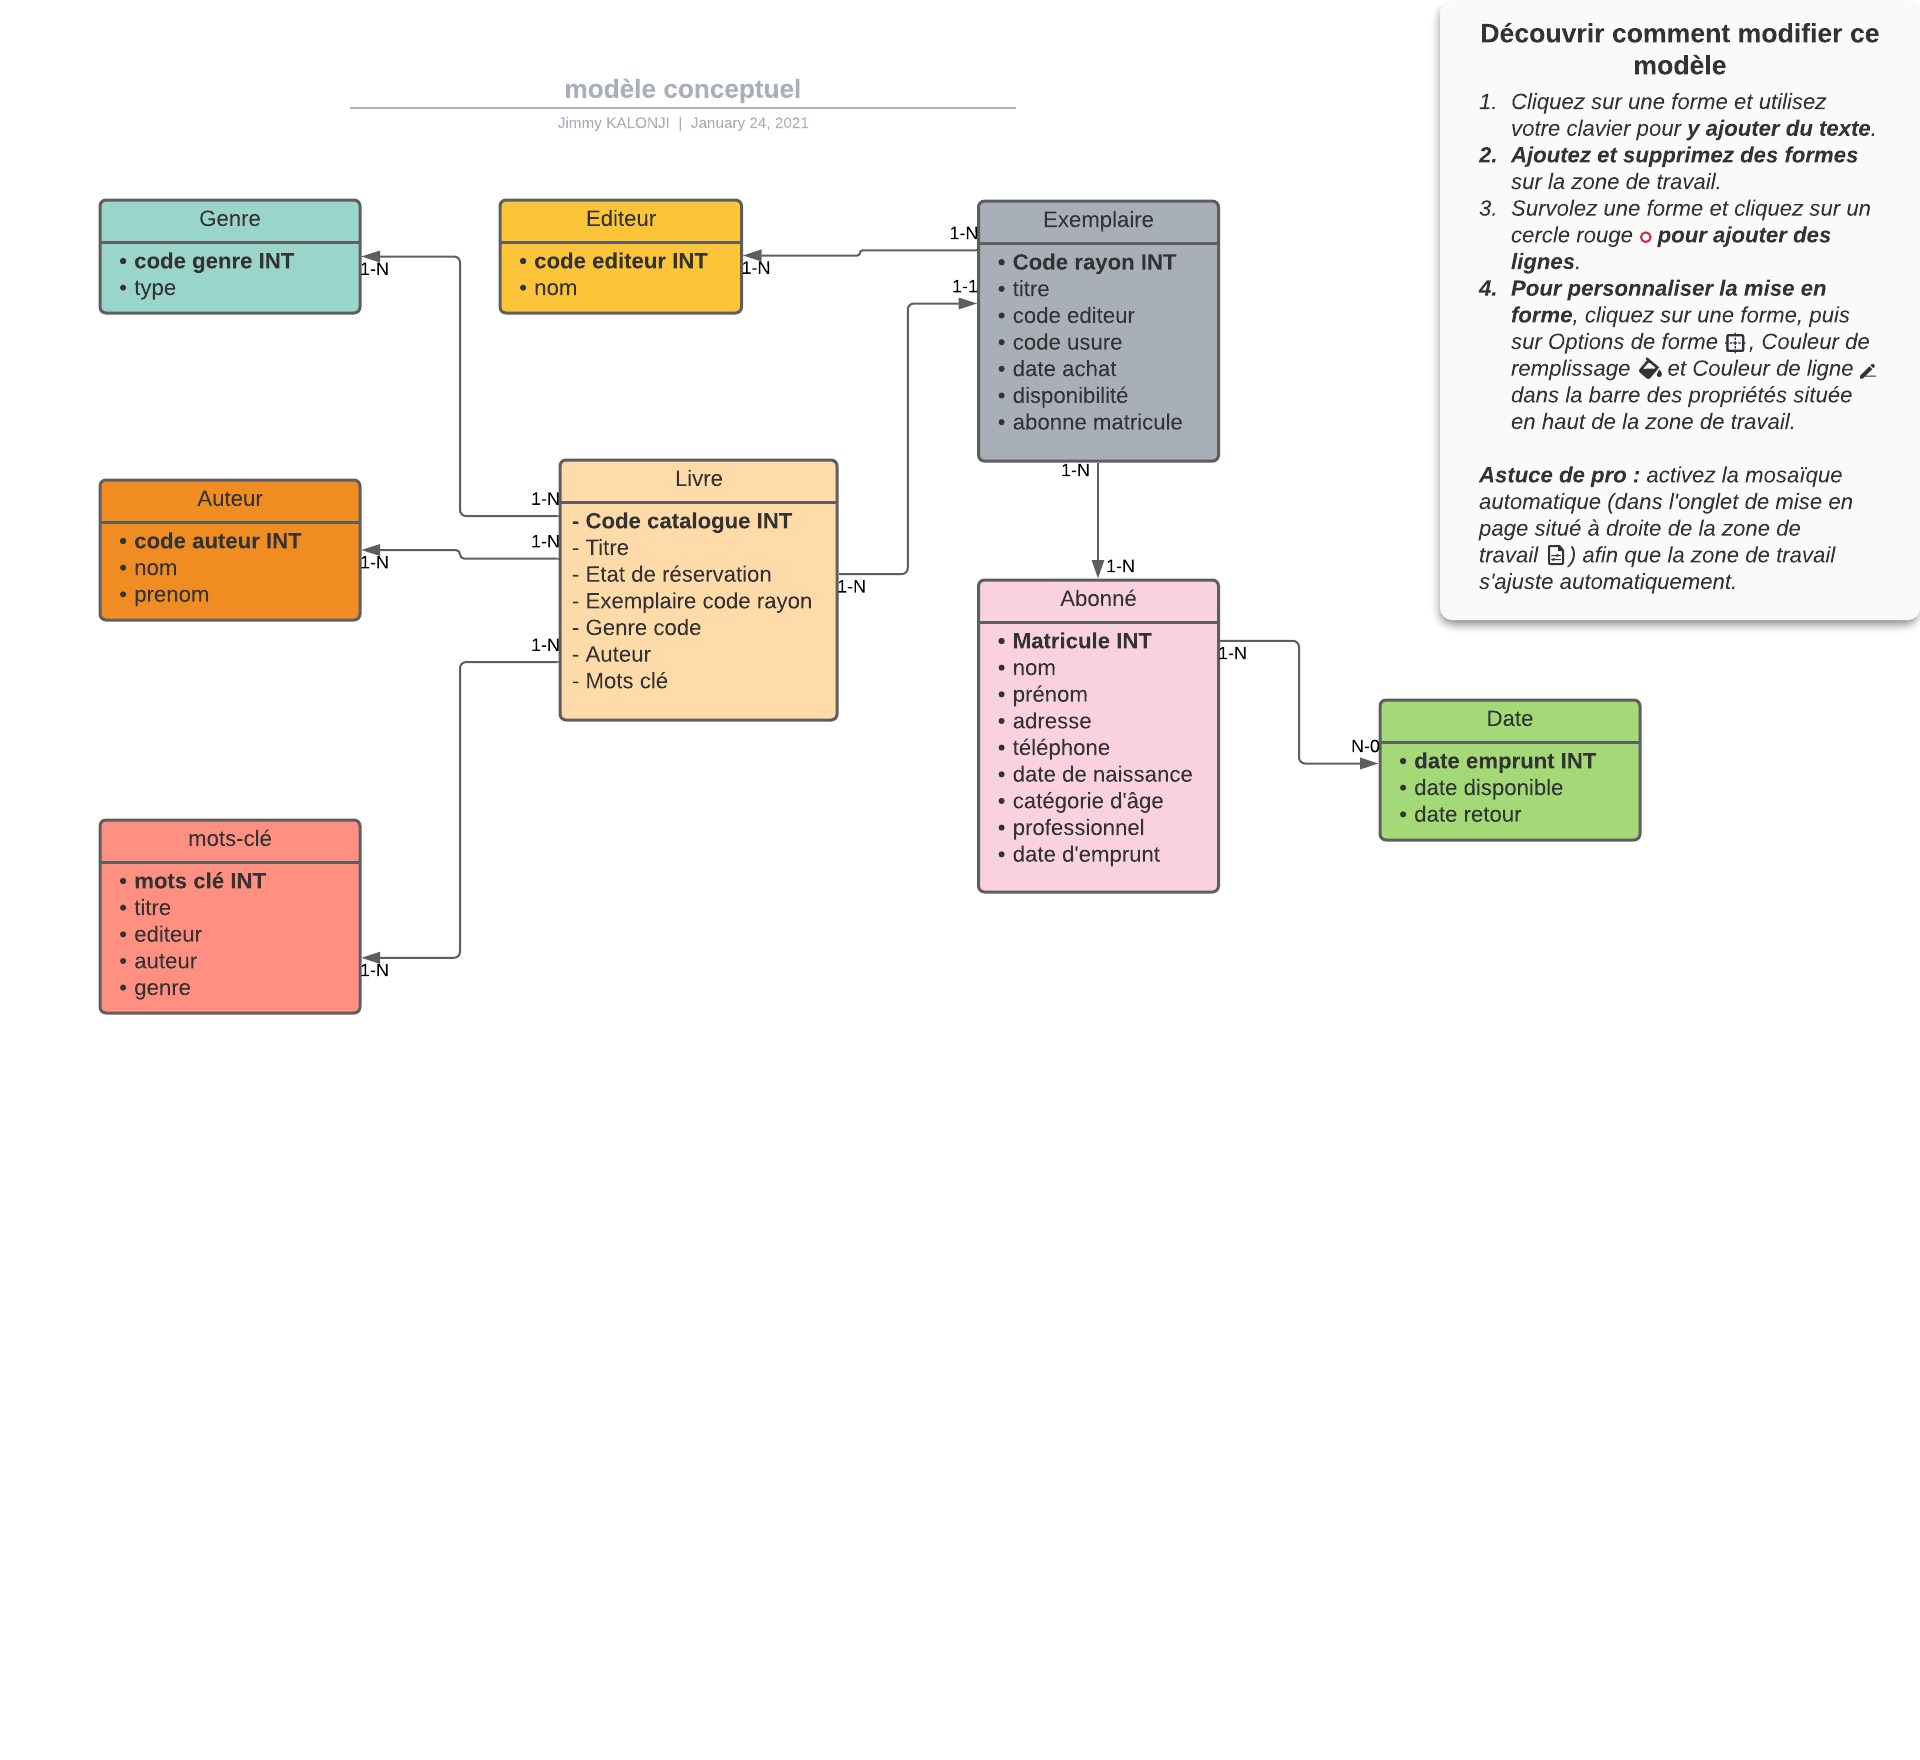 modèle conceptuel
Jimmy KALONJI | January 24, 2021
Découvrir comment modifier ce
modèle
1. Cliquez sur une forme et utilisez
votre clavier pour y ajouter du texte.
2. Ajoutez et supprimez des formes
sur la zone de travail.
3. Survolez une forme et cliquez sur un
cercle rouge pour ajouter des
lignes.
4. Pour personnaliser la mise en
forme, cliquez sur une forme, puis
sur Options de forme , Couleur de
remplissage et Couleur de ligne
dans la barre des propriétés située
en haut de la zone de travail.
Astuce de pro : activez la mosaïque
automatique (dans l'onglet de mise en
page situé à droite de la zone de
travail ) afin que la zone de travail
s'ajuste automatiquement.
Genre
• code genre INT
• type
1-N
Editeur
• code editeur INT
• nom
1-N
1-N
1-1
Exemplaire
• Code rayon INT
• titre
• code editeur
• code usure
• date achat
• disponibilité
• abonne matricule
1-N
Auteur
• code auteur INT
• nom
• prenom
1-N
1-N
1-N
1-N
Livre
- Code catalogue INT
- Titre
- Etat de réservation
- Exemplaire code rayon
- Genre code
- Auteur
- Mots clé
1-N
1-N
Abonné
• Matricule INT
• nom
• prénom
• adresse
• téléphone
• date de naissance
• catégorie d'âge
• professionnel
• date d'emprunt
1-N
N-0
Date
• date emprunt INT
• date disponible
• date retour
mots-clé
• mots clé INT
• titre
• editeur
• auteur
• genre
1-N